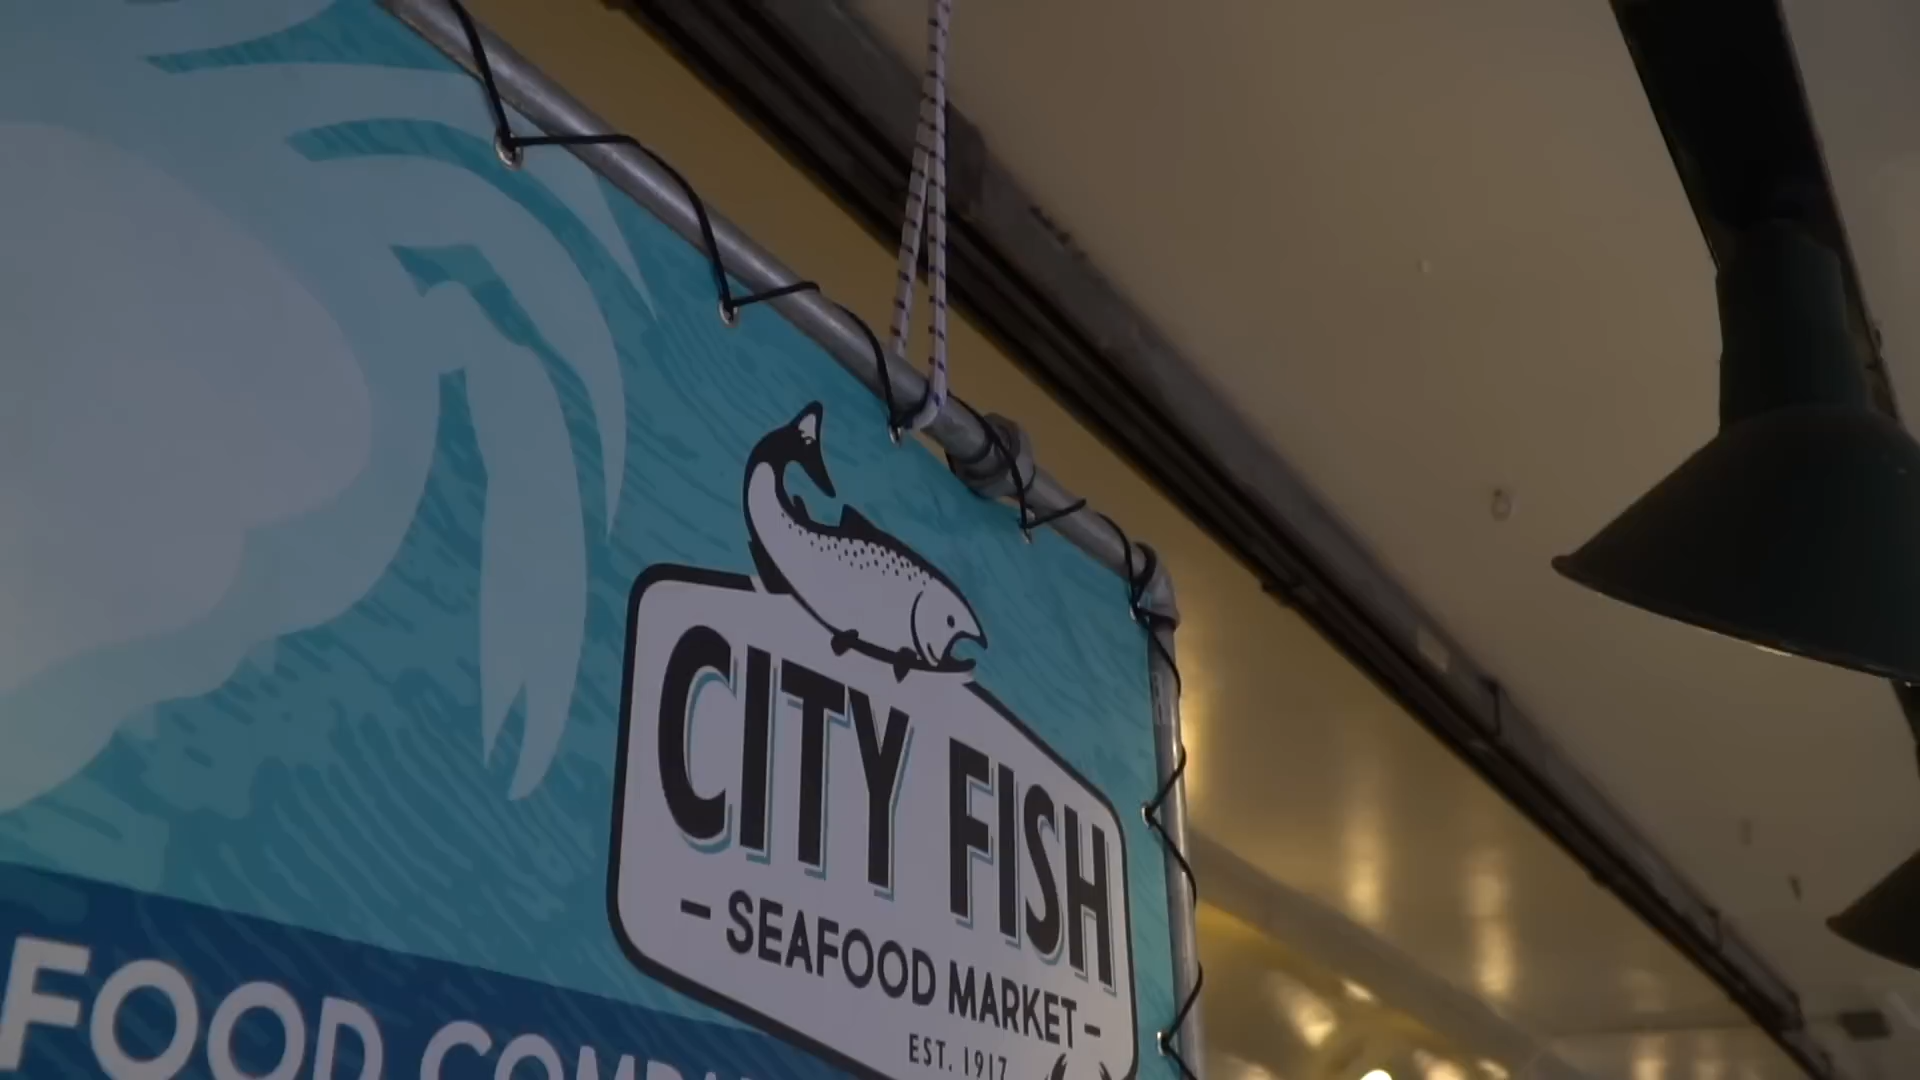 CITY FISH
– SEAFOOD MARKET –
EST. 1917
FOOD